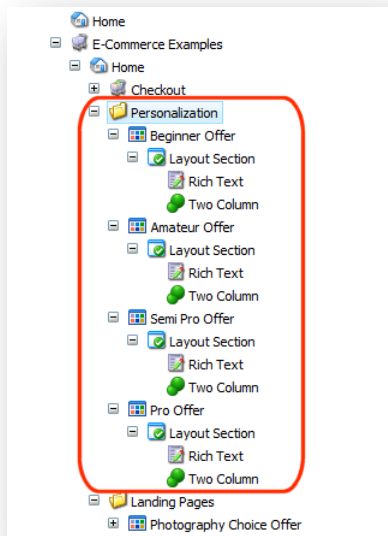 Home
E-Commerce Examples
Home
Checkout
Personalization
Beginner Offer
Layout Section
Rich Text
Two Column
Amateur Offer
Layout Section
Rich Text
Two Column
Semi Pro Offer
Layout Section
Rich Text
Two Column
Pro Offer
Layout Section
Rich Text
Two Column
Landing Pages
Photography Choice Offer